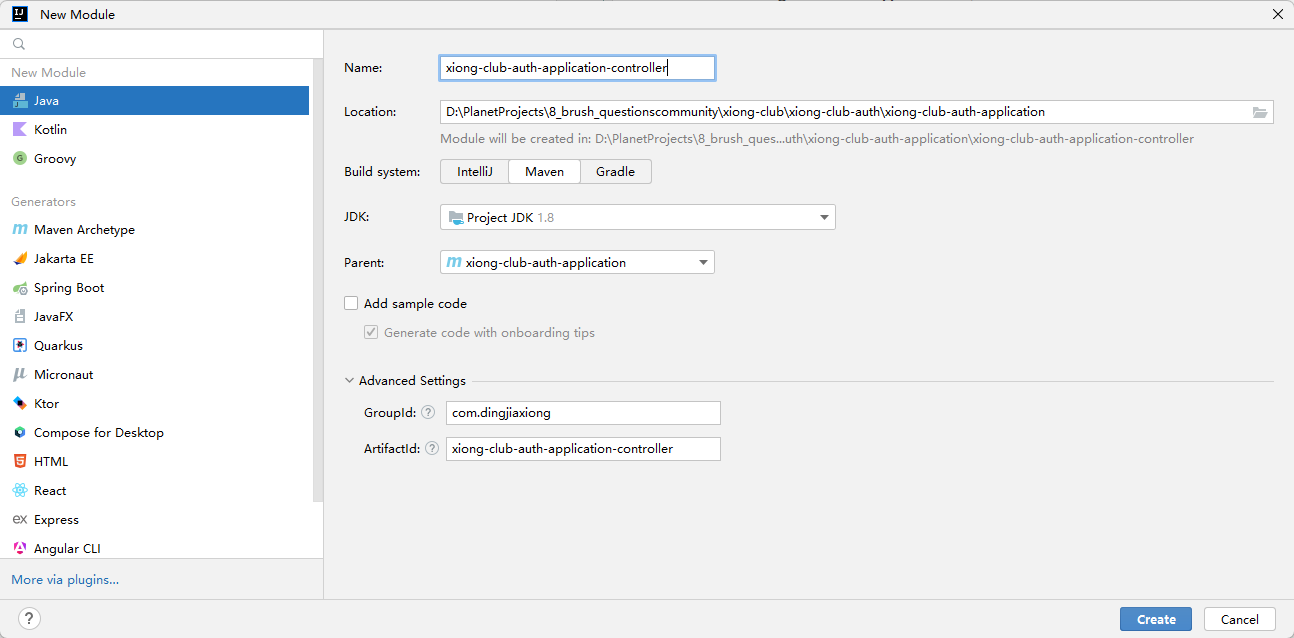 New Module
New Module
Java
Kotlin
Groovy
Generators
Maven Archetype
Jakarta EE
Spring Boot
JavaFX
Quarkus
Micronaut
Ktor
Compose for Desktop
HTML
React
ex Express
Angular CLI
More via plugins...
?
Name: xiong-club-auth-application-controller
Location: D:\PlanetProjects\8_brush_questionscommunity\xiong-club\xiong-club-auth\xiong-club-auth-application
Module will be created in: D:\PlanetProjects\8_brush_ques...uth\xiong-club-auth-application\xiong-club-auth-application-controller
Build system: IntelliJ Maven Gradle
JDK: Project JDK 1.8
Parent: m xiong-club-auth-application
Add sample code
Generate code with onboarding tips
Advanced Settings
GroupId: ? com.dingjiaxiong
ArtifactId: ? xiong-club-auth-application-controller
Create Cancel